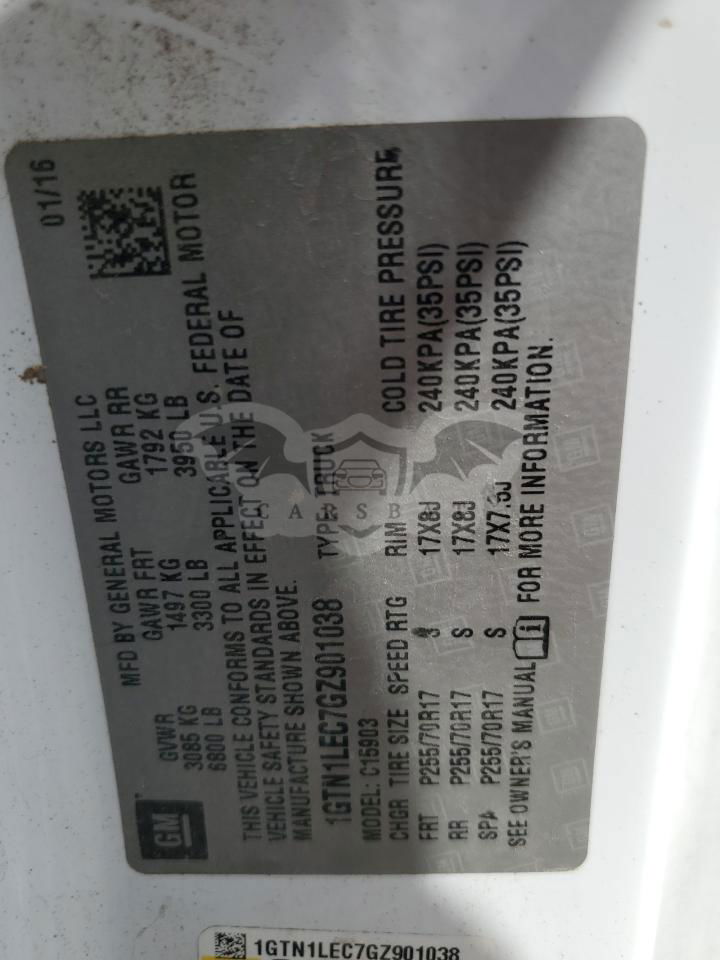 MFD BY GENERAL MOTORS LLC 01/16
GM
GVWR GAWR FRT GAWR RR
3085 KG 1497 KG 1792 KG
6800 LB 3300 LB 3950 LB
THIS VEHICLE CONFORMS TO ALL APPLICABLE U.S. FEDERAL MOTOR
VEHICLE SAFETY STANDARDS IN EFFECT ON THE DATE OF
MANUFACTURE SHOWN ABOVE.
1GTN1LEC7GZ901038 TYPE: TRUCK
MODEL: C15903
CHGR TIRE SIZE SPEED RTG RIM COLD TIRE PRESSURE
FRT P255/70R17 S 17X8J 240KPA(35PSI)
RR P255/70R17 S 17X8J 240KPA(35PSI)
SPA P255/70R17 S 17X7.5J 240KPA(35PSI)
SEE OWNER'S MANUAL i FOR MORE INFORMATION.
1GTN1LEC7GZ901038